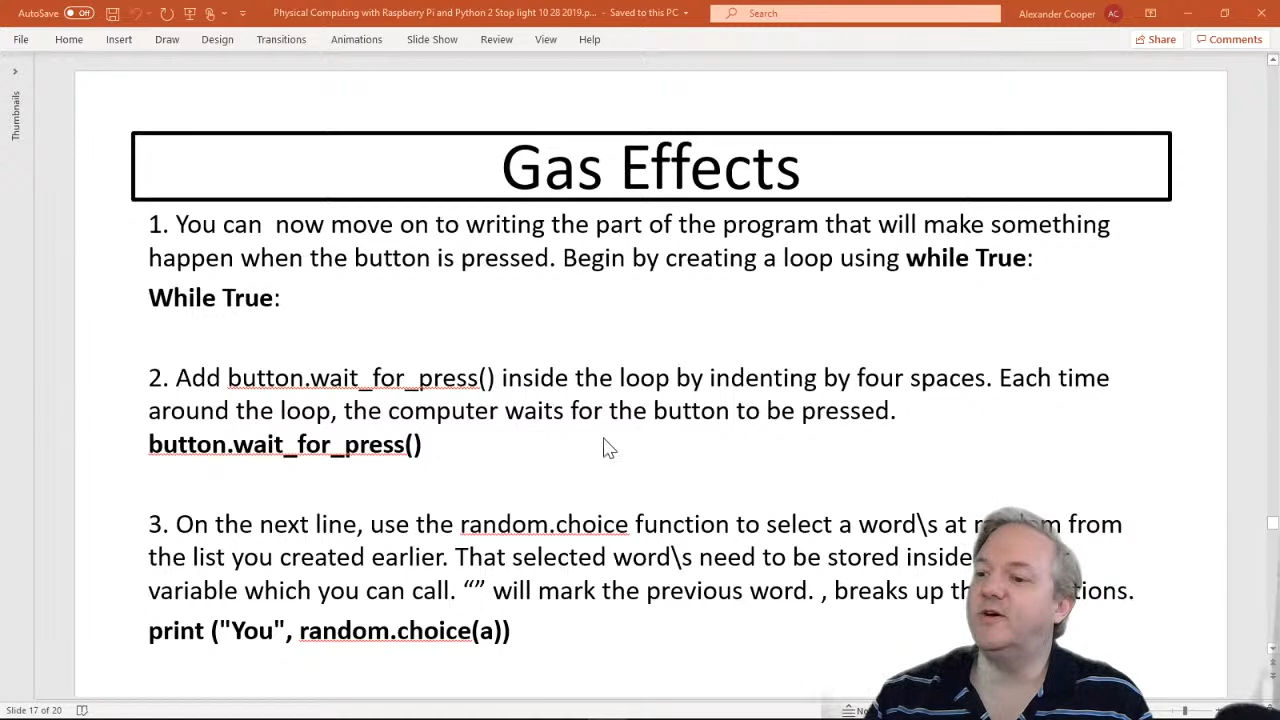 AutoSave Off Physical Computing with Raspberry Pi and Python 2 Stop light 10 28 2019.p... - Saved to this PC Search Alexander Cooper AC
File Home Insert Draw Design Transitions Animations Slide Show Review View Help Share Comments
Thumbnails
Gas Effects
1. You can now move on to writing the part of the program that will make something
happen when the button is pressed. Begin by creating a loop using while True:
While True:
2. Add button.wait_for_press() inside the loop by indenting by four spaces. Each time
around the loop, the computer waits for the button to be pressed.
button.wait_for_press()
3. On the next line, use the random.choice function to select a word\s at random from
the list you created earlier. That selected word\s need to be stored inside
variable which you can call. “” will mark the previous word. , breaks up
print ("You", random.choice(a))
Slide 17 of 20